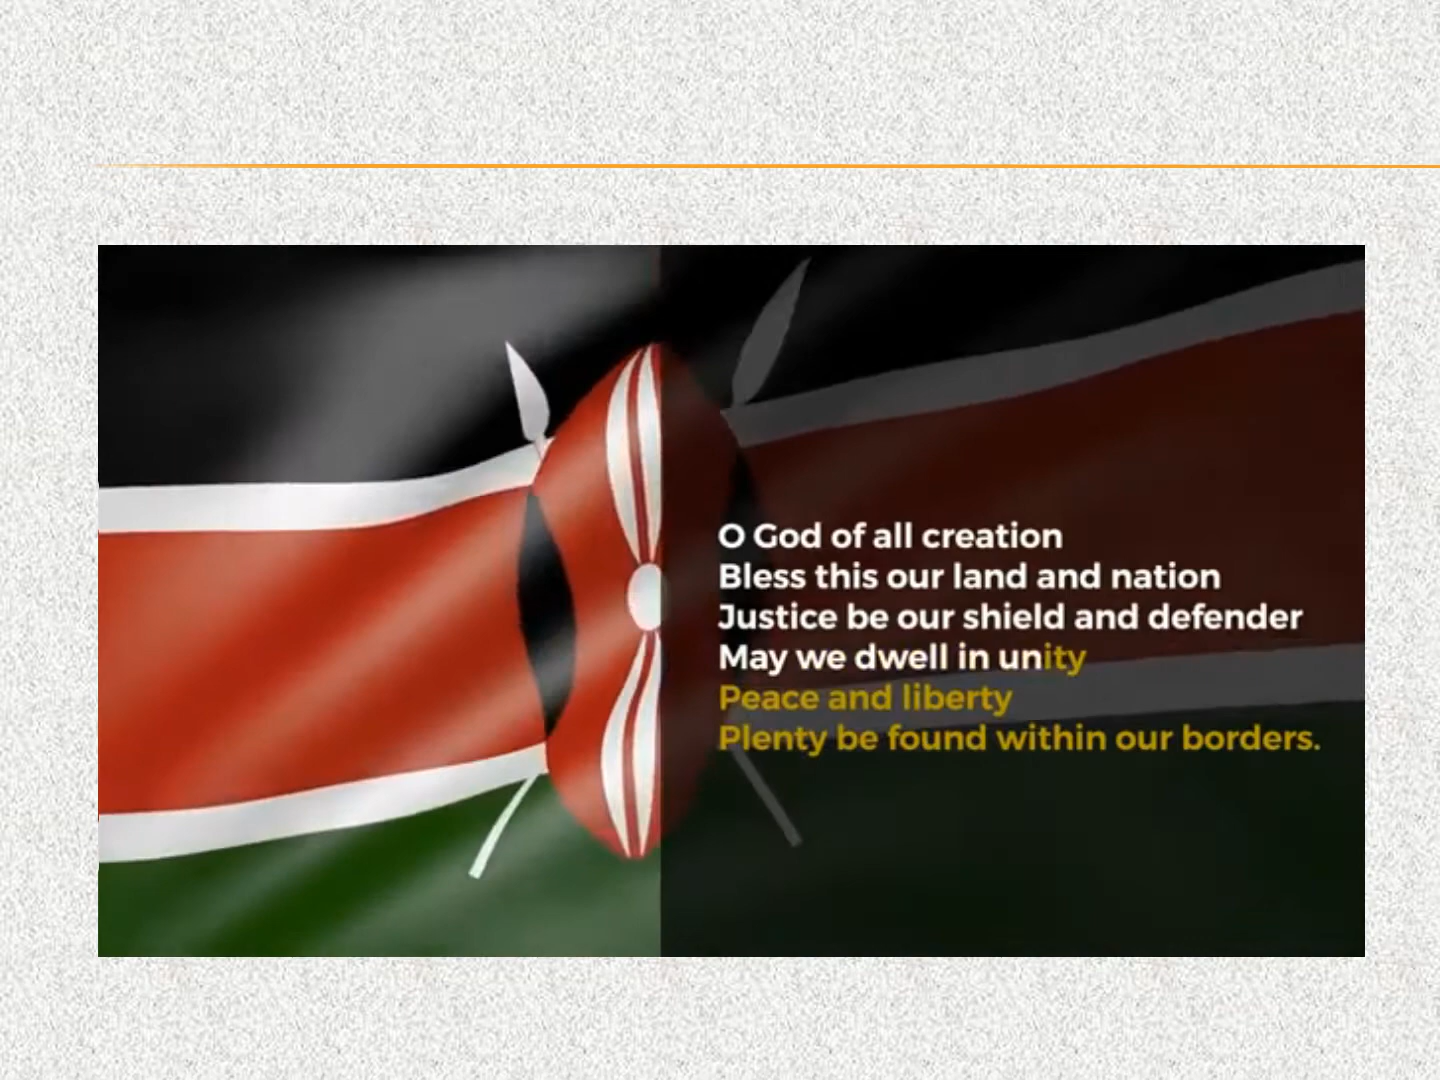 O God of all creation
Bless this our land and nation
Justice be our shield and defender
May we dwell in unity
Peace and liberty
Plenty be found within our borders.